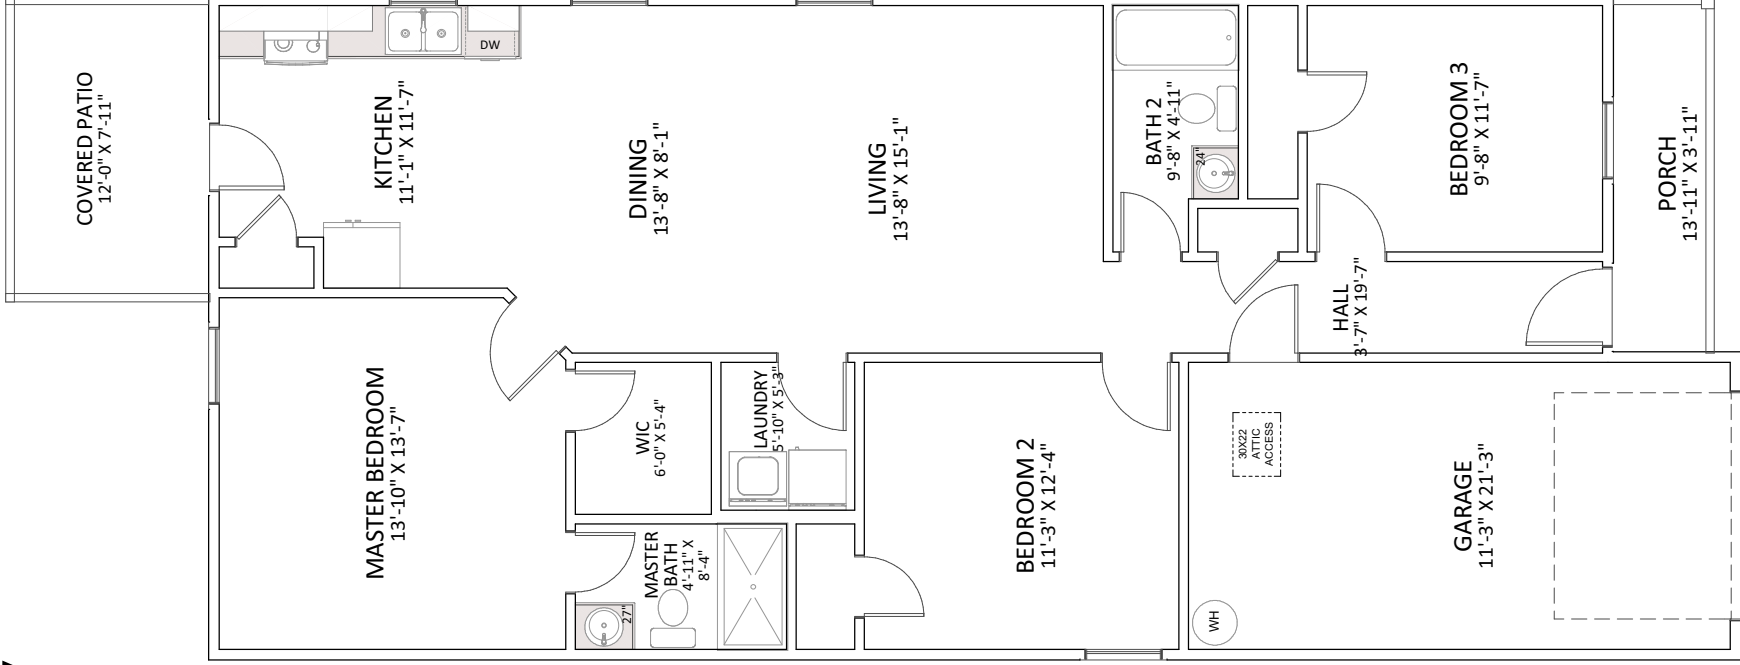 COVERED PATIO
12'-0" X 7'-11"
KITCHEN
11'-1" X 11'-7"
DW
DINING
13'-8" X 8'-1"
LIVING
13'-8" X 15'-1"
BATH 2
9'-8" X 4'-11"
24"
BEDROOM 3
9'-8" X 11'-7"
PORCH
13'-11" X 3'-11"
HALL
3'-7" X 19'-7"
MASTER BEDROOM
13'-10" X 13'-7"
WIC
6'-0" X 5'-4"
LAUNDRY
5'-10" X 5'-3"
MASTER
BATH
4'-11" X
8'-4"
27"
BEDROOM 2
11'-3" X 12'-4"
30X22
ATTIC
ACCESS
WH
GARAGE
11'-3" X 21'-3"